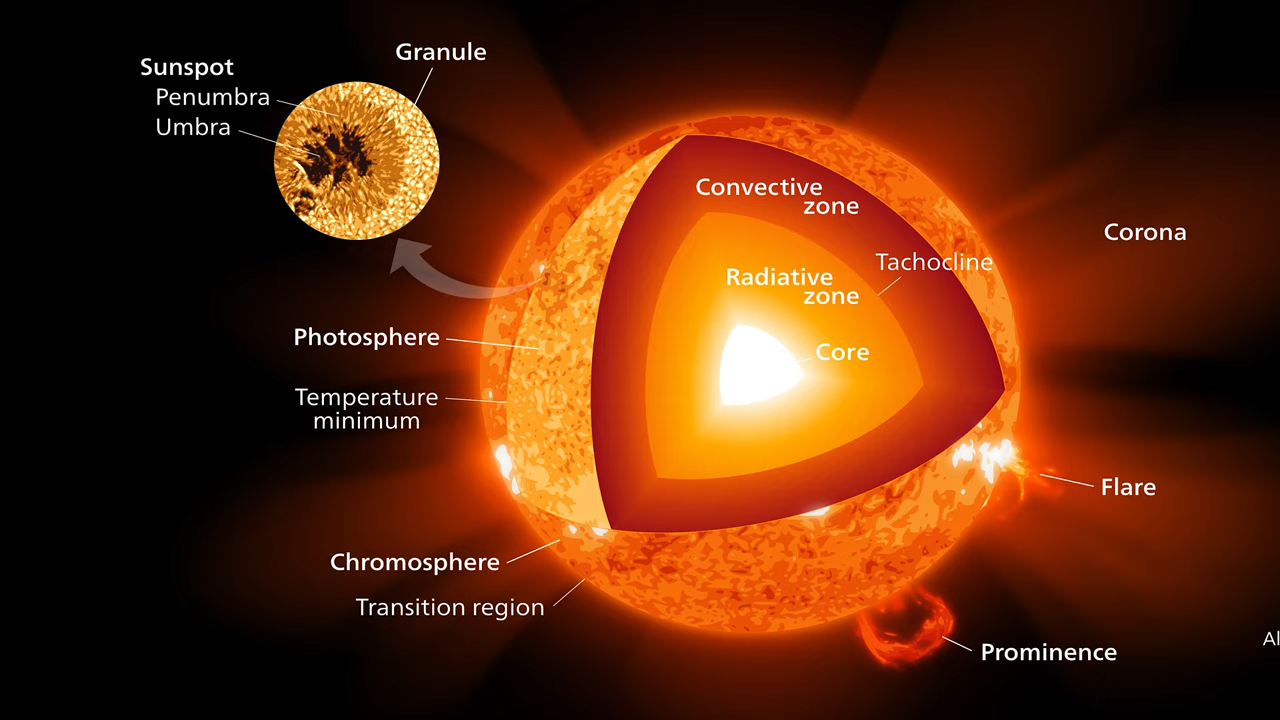 Granule
Sunspot
Penumbra
Umbra
Convective
zone
Corona
Tachocline
Radiative
zone
Photosphere
Core
Temperature
minimum
Flare
Chromosphere
Transition region
Prominence